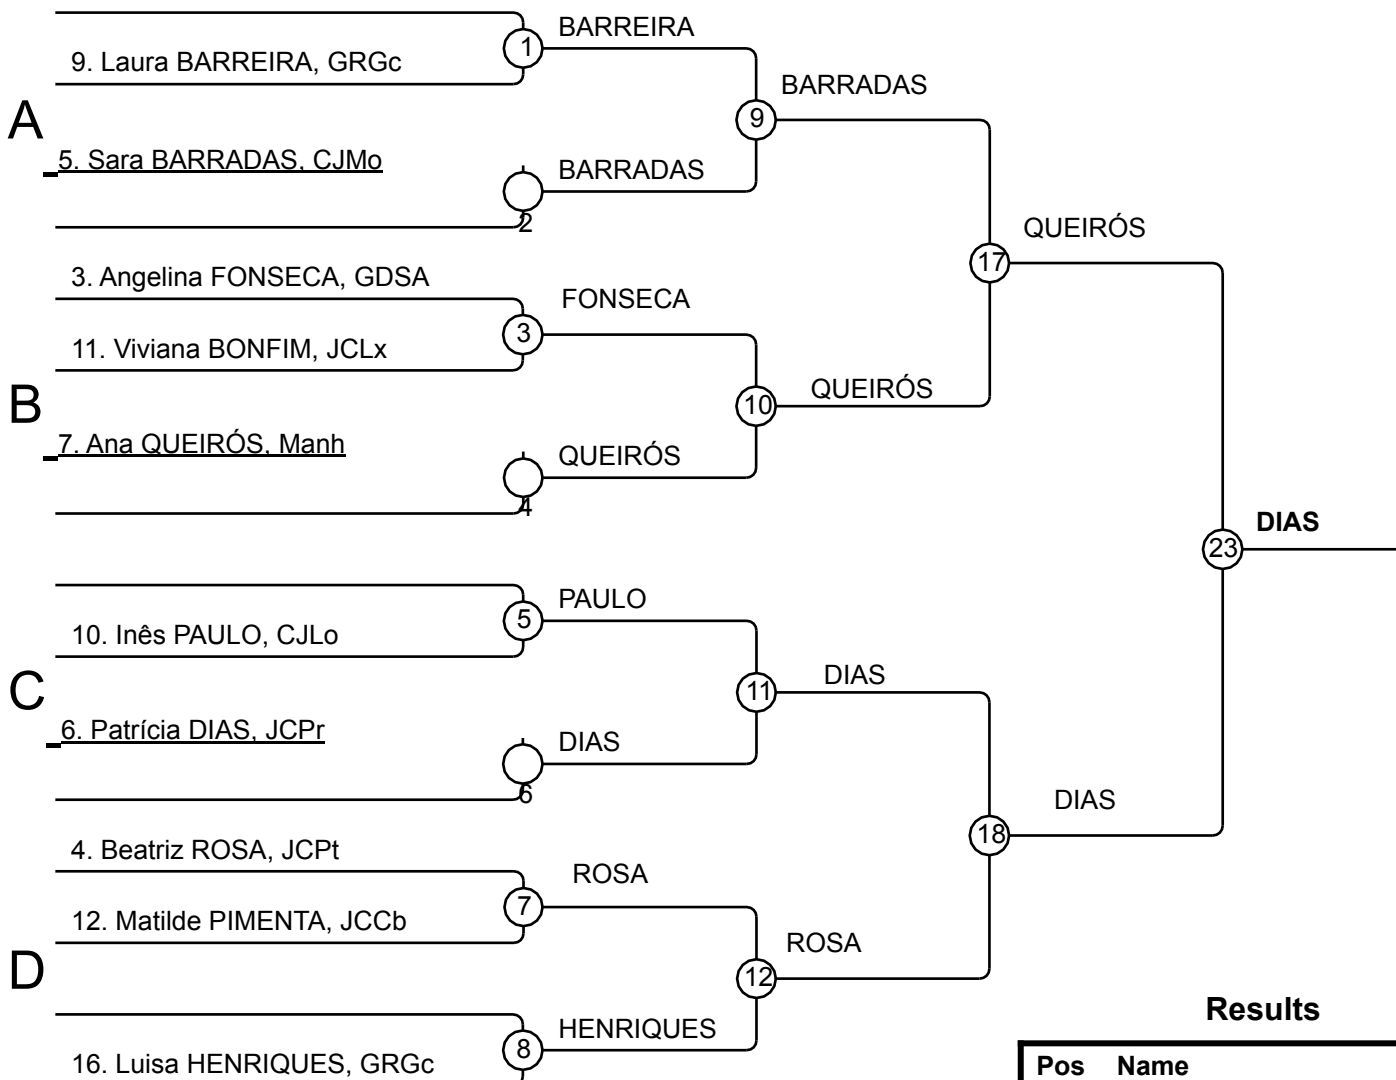 BARREIRA
1
9. Laura BARREIRA, GRGc
BARRADAS
A
9
5. Sara BARRADAS, CJMo
BARRADAS
2
QUEIRÓS
17
3. Angelina FONSECA, GDSA
FONSECA
3
11. Viviana BONFIM, JCLx
B
QUEIRÓS
10
7. Ana QUEIRÓS, Manh
QUEIRÓS
4
DIAS
23
PAULO
5
10. Inês PAULO, CJLo
C
DIAS
11
6. Patrícia DIAS, JCPr
DIAS
6
DIAS
18
4. Beatriz ROSA, JCPt
ROSA
7
12. Matilde PIMENTA, JCCb
D
ROSA
12
HENRIQUES
8
16. Luisa HENRIQUES, GRGc
Results
Pos Name